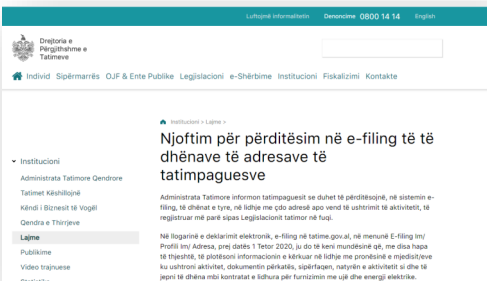 Luftojmë informalitetin Denoncime 0800 14 14 English
Drejtoria e
Përgjithshme e
Tatimeve
Individ Sipërmarrës OJF & Ente Publike Legjislacioni e-Shërbime Institucioni Fiskalizimi Kontakte
Institucioni > Lajme >
Njoftim për përditësim në e-filing të të
dhënave të adresave të
tatimpaguesve
Institucioni
Administrata Tatimore Qendrore
Tatimet Këshillojnë
Këndi i Biznesit të Vogël
Qendra e Thirrjeve
Lajme
Publikime
Video trajnuese
Statistika
Administrata Tatimore informon tatimpaguesit se duhet të përditësojnë, në sistemin e-
filing, të dhënat e tyre, në lidhje me çdo adresë apo vend të ushtrimit të aktivitetit, të
regjistruar më parë sipas Legjislacionit tatimor në fuqi.
Në llogarinë e deklarimit elektronik, e-filing në tatime.gov.al, në menunë E-filing Im/
Profili Im/ Adresa, prej datës 1 Tetor 2020, ju do të keni mundësinë që, me disa hapa
të thjeshtë, të plotësoni informacionin e kërkuar në lidhje me pronësinë e mjedisit/eve
ku ushtroni aktivitet, dokumentin përkatës, sipërfaqen, natyrën e aktivitetit si dhe të
jepni të dhëna mbi kontratat e lidhura për furnizimin me ujë dhe energji elektrike.